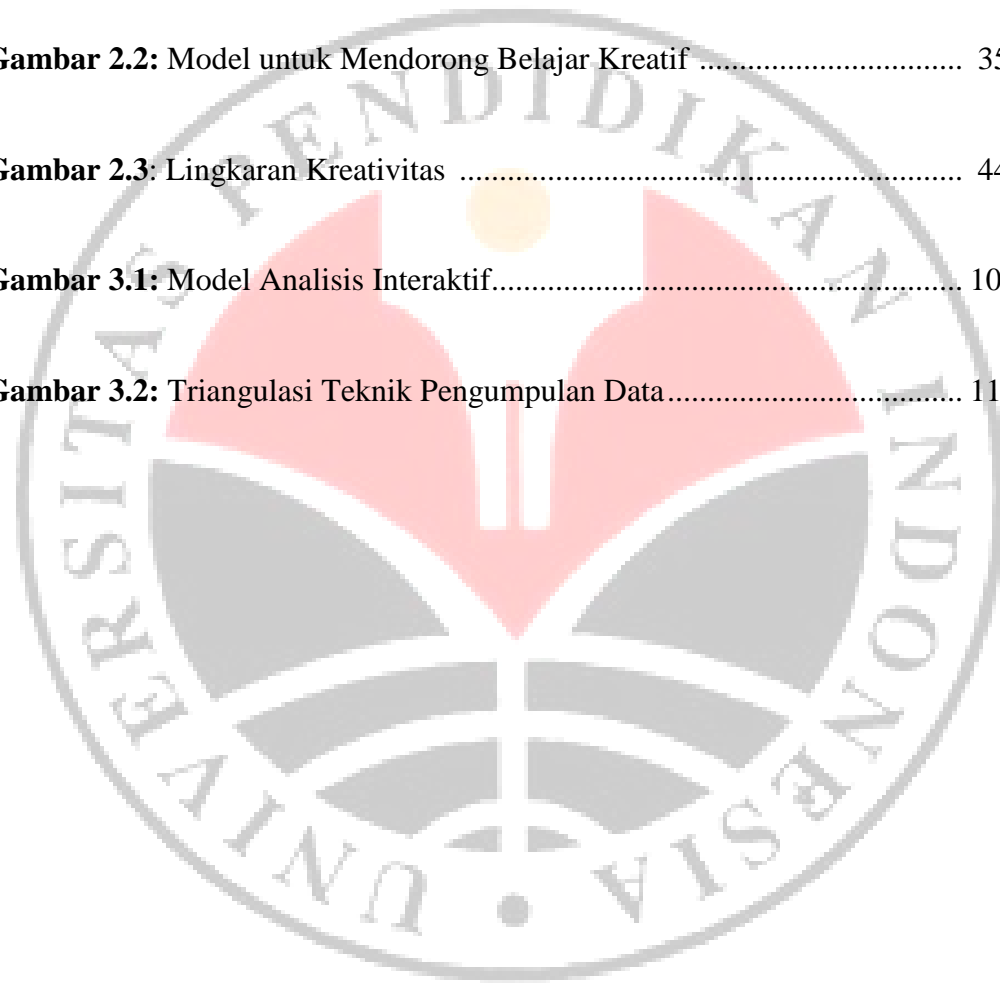 Gambar 2.2: Model untuk Mendorong Belajar Kreatif ................................ 35
Gambar 2.3: Lingkaran Kreativitas ............................................................. 44
Gambar 3.1: Model Analisis Interaktif......................................................... 10
Gambar 3.2: Triangulasi Teknik Pengumpulan Data.................................... 11
UNIVERSITAS PENDIDIKAN INDONESIA